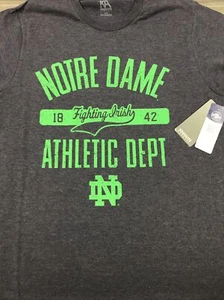 NOTRE DAME
Fighting Irish
18 42
ATHLETIC DEPT
ND